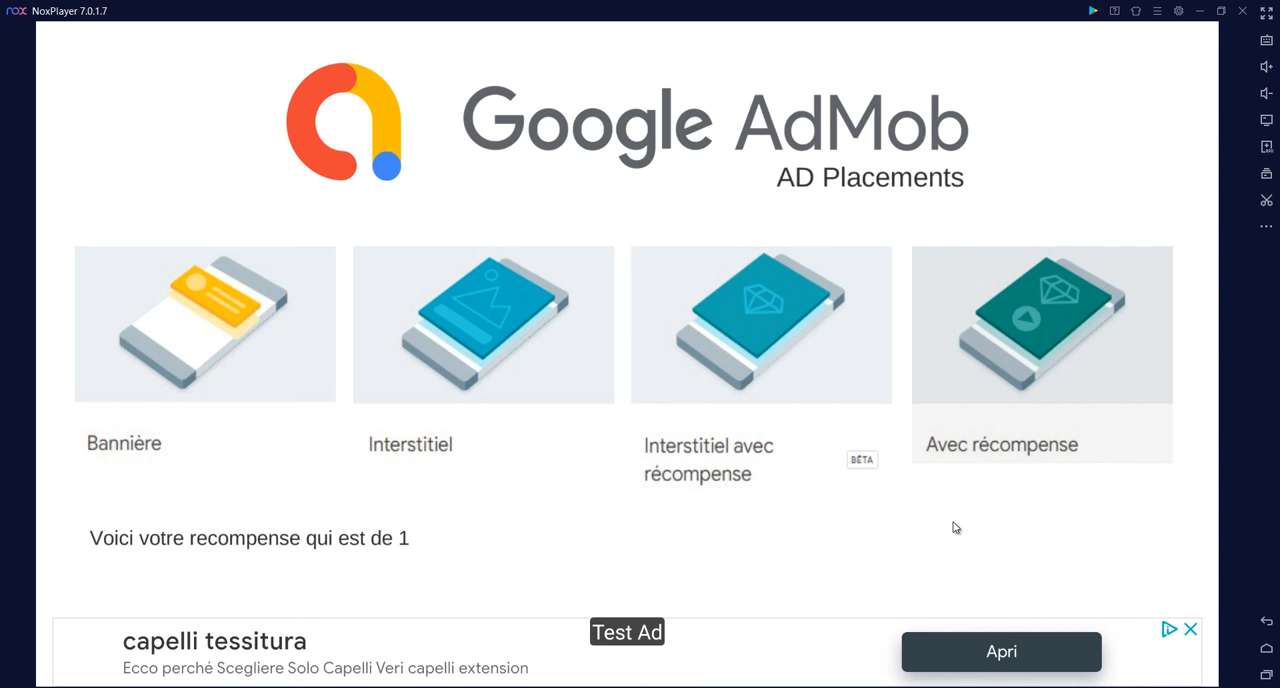 nox NoxPlayer 7.0.1.7
Google AdMob
AD Placements
Bannière
Interstitiel
Interstitiel avec
récompense
BÊTA
Avec récompense
Voici votre recompense qui est de 1
capelli tessitura
Test Ad
Ecco perché Scegliere Solo Capelli Veri capelli extension
Apri